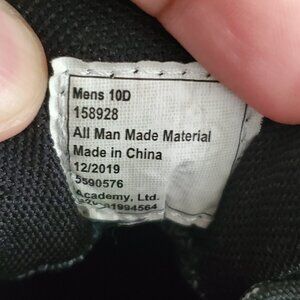 Mens 10D
158928
All Man Made Material
Made in China
12/2019
5590576
Academy, Ltd.